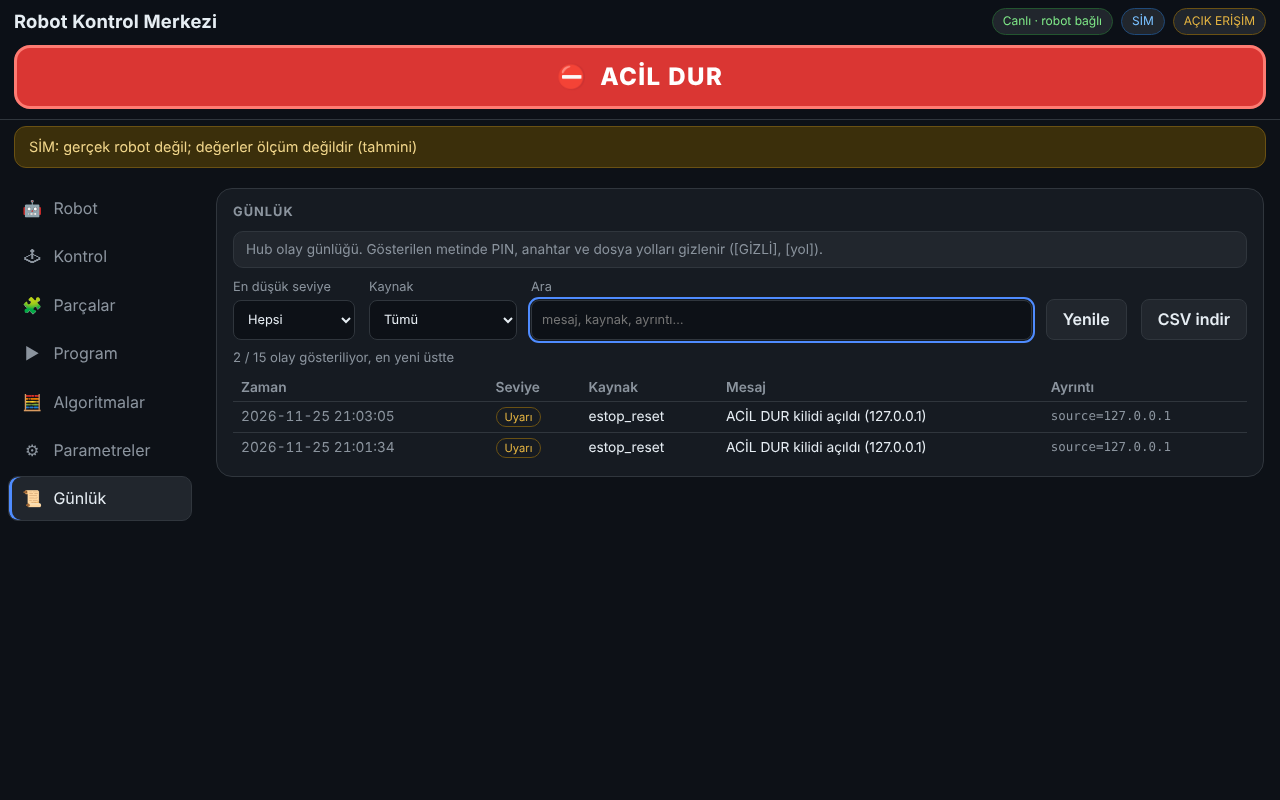 Robot Kontrol Merkezi
Canlı · robot bağlı
SİM
AÇIK ERİŞİM
ACİL DUR
SİM: gerçek robot değil; değerler ölçüm değildir (tahmini)
Robot
Kontrol
Parçalar
Program
Algoritmalar
Parametreler
Günlük
GÜNLÜK
Hub olay günlüğü. Gösterilen metinde PIN, anahtar ve dosya yolları gizlenir ([GİZLİ], [yol]).
En düşük seviye Kaynak Ara
Hepsi Tümü mesaj, kaynak, ayrıntı... Yenile CSV indir
2 / 15 olay gösteriliyor, en yeni üstte
Zaman Seviye Kaynak Mesaj Ayrıntı
2026-11-25 21:03:05 Uyarı estop_reset ACİL DUR kilidi açıldı (127.0.0.1) source=127.0.0.1
2026-11-25 21:01:34 Uyarı estop_reset ACİL DUR kilidi açıldı (127.0.0.1) source=127.0.0.1